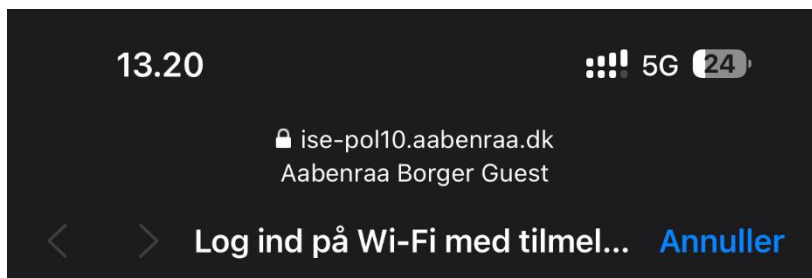 13.20 5G 24
ise-pol10.aabenraa.dk
Aabenraa Borger Guest
Log ind på Wi-Fi med tilmel... Annuller